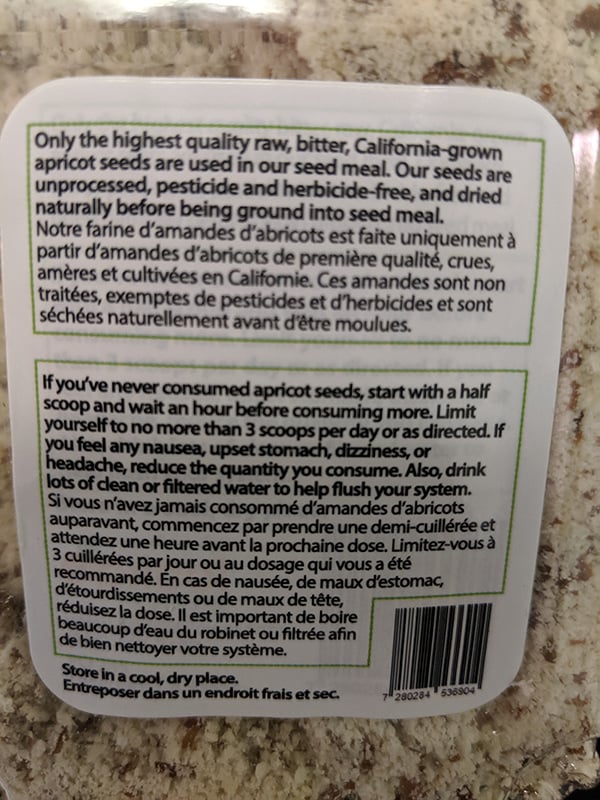 Only the highest quality raw, bitter, California-grown
apricot seeds are used in our seed meal. Our seeds are
unprocessed, pesticide and herbicide-free, and dried
naturally before being ground into seed meal.
Notre farine d'amandes d'abricots est faite uniquement à
partir d'amandes d'abricots de première qualité, crues,
amères et cultivées en Californie. Ces amandes sont non
traitées, exemptes de pesticides et d'herbicides et sont
séchées naturellement avant d'être moulues.
If you've never consumed apricot seeds, start with a half
scoop and wait an hour before consuming more. Limit
yourself to no more than 3 scoops per day or as directed. If
you feel any nausea, upset stomach, dizziness, or
headache, reduce the quantity you consume. Also, drink
lots of clean or filtered water to help flush your system.
Si vous n'avez jamais consommé d'amandes d'abricots
auparavant, commencez par prendre une demi-cuillérée et
attendez une heure avant la prochaine dose. Limitez-vous à
3 cuillérées par jour ou au dosage qui vous a été
recommandé. En cas de nausée, de maux d'estomac,
d'étourdissements ou de maux de tête,
réduisez la dose. Il est important de boire
beaucoup d'eau du robinet ou filtrée afin
de bien nettoyer votre système.
Store in a cool, dry place.
Entreposer dans un endroit frais et sec.
7 280284 536904